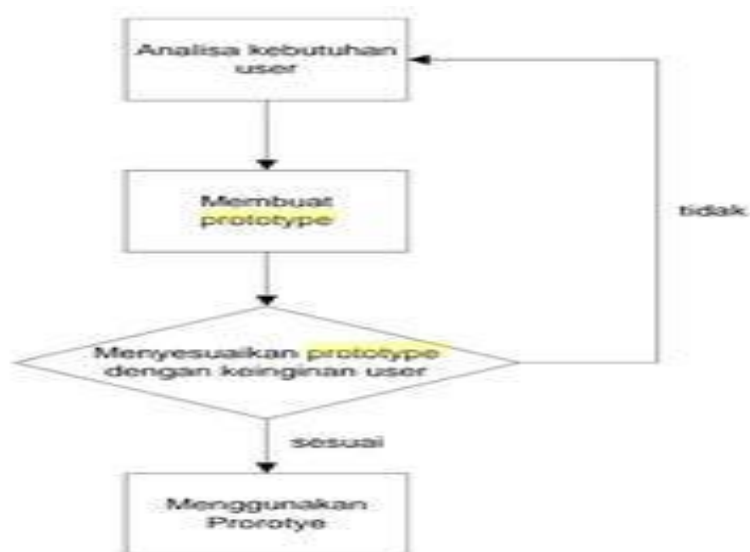 Analisa kebutuhan
user
Membuat
prototype
tidak
Menyesuaikan prototype
dengan keinginan user
sesuai
Menggunakan
Prorotye